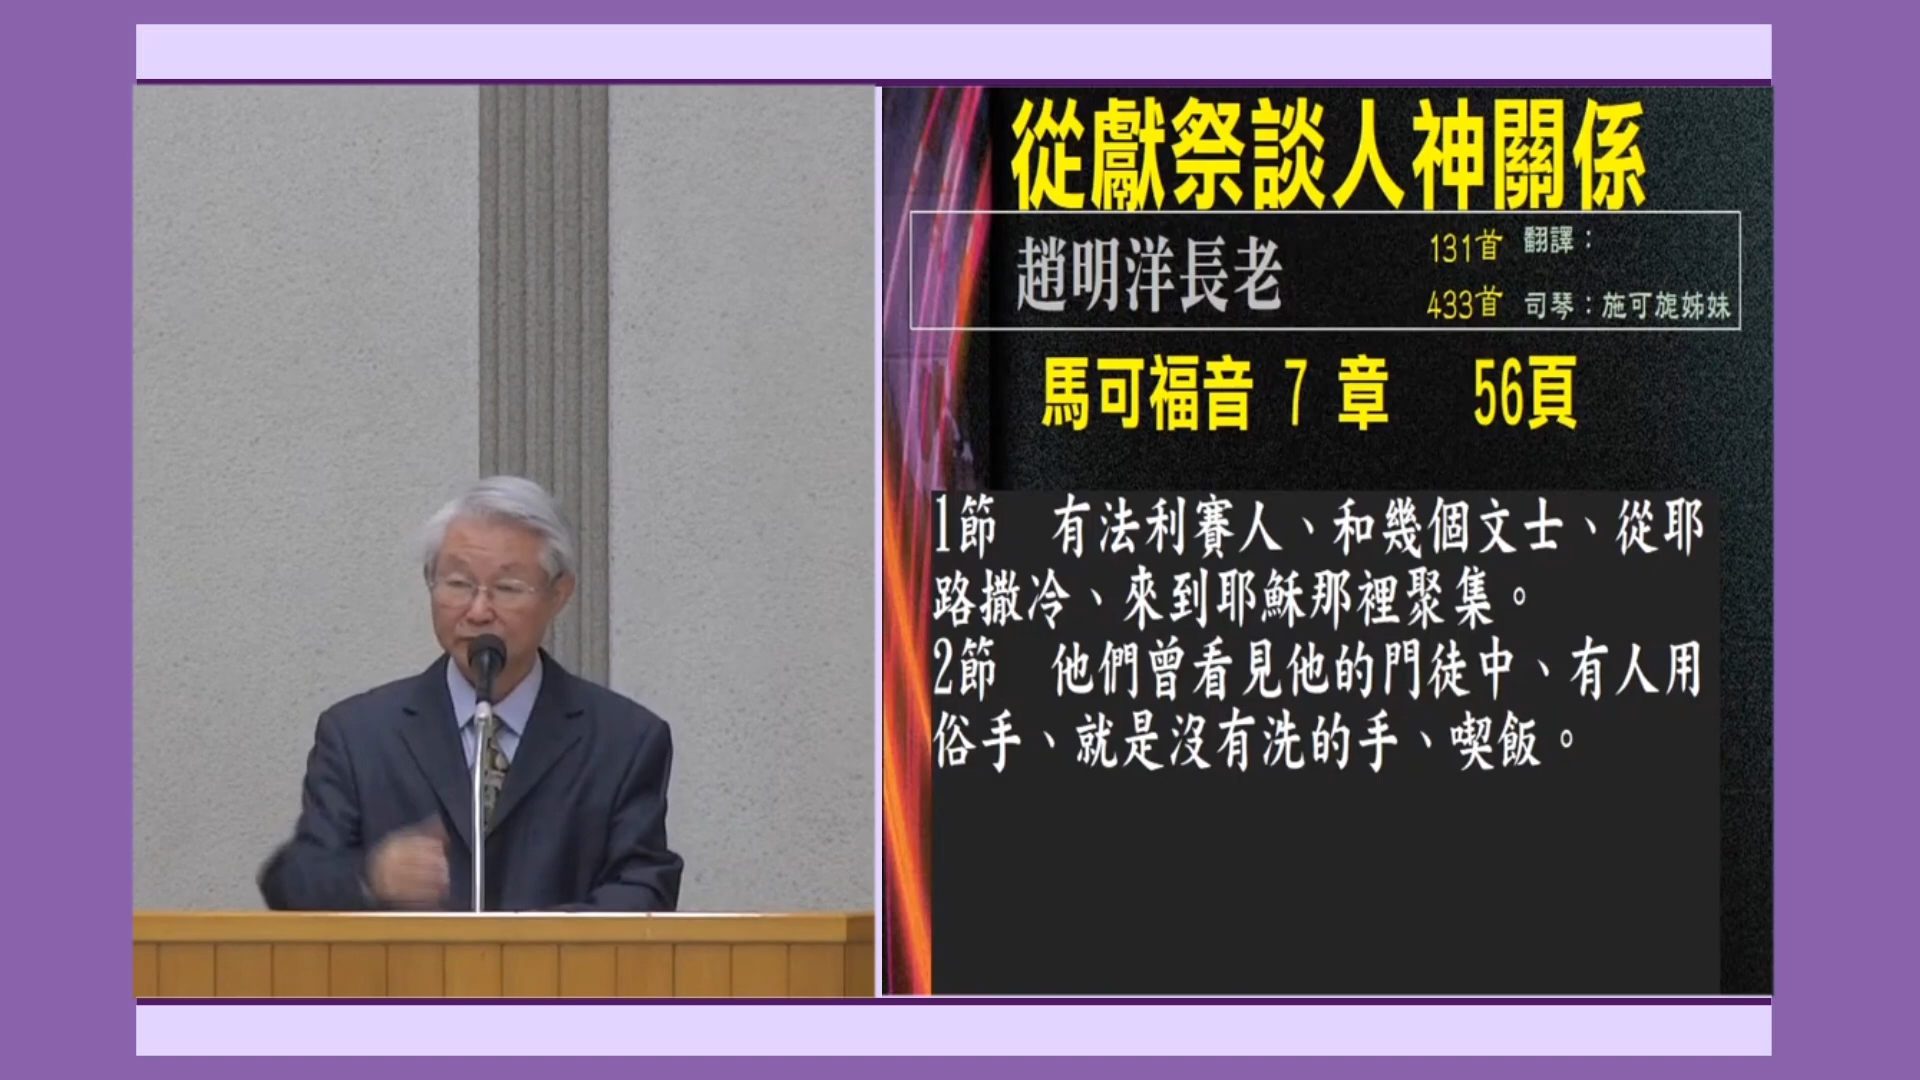 從獻祭談人神關係
趙明洋長老
131首 翻譯：
433首 司琴：施可旎姊妹
馬可福音 7 章 56頁
1節 有法利賽人、和幾個文士、從耶
路撒冷、來到耶穌那裡聚集。
2節 他們曾看見他的門徒中、有人用
俗手、就是沒有洗的手、喫飯。